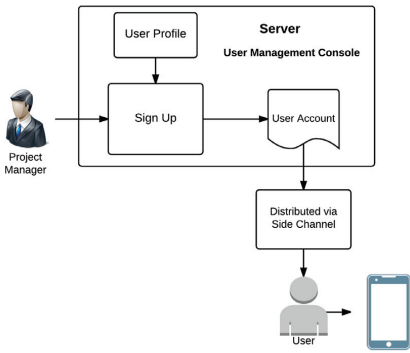 User Profile
Server
User Management Console
Sign Up
User Account
Project
Manager
Distributed via
Side Channel
User